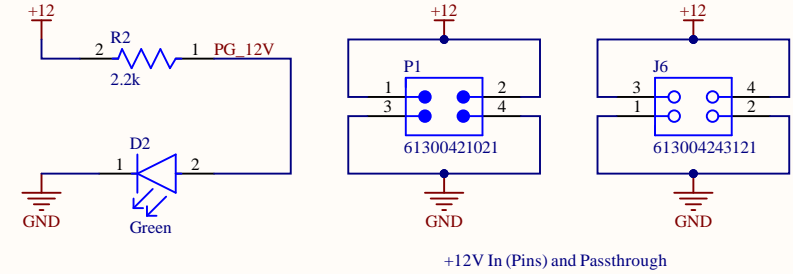 +12
R2
2 1 PG_12V
2.2k
D2
1 2
Green
GND
+12
P1
1 2
3 4
61300421021
GND
+12
J6
3 4
1 2
613004243121
GND
+12V In (Pins) and Passthrough